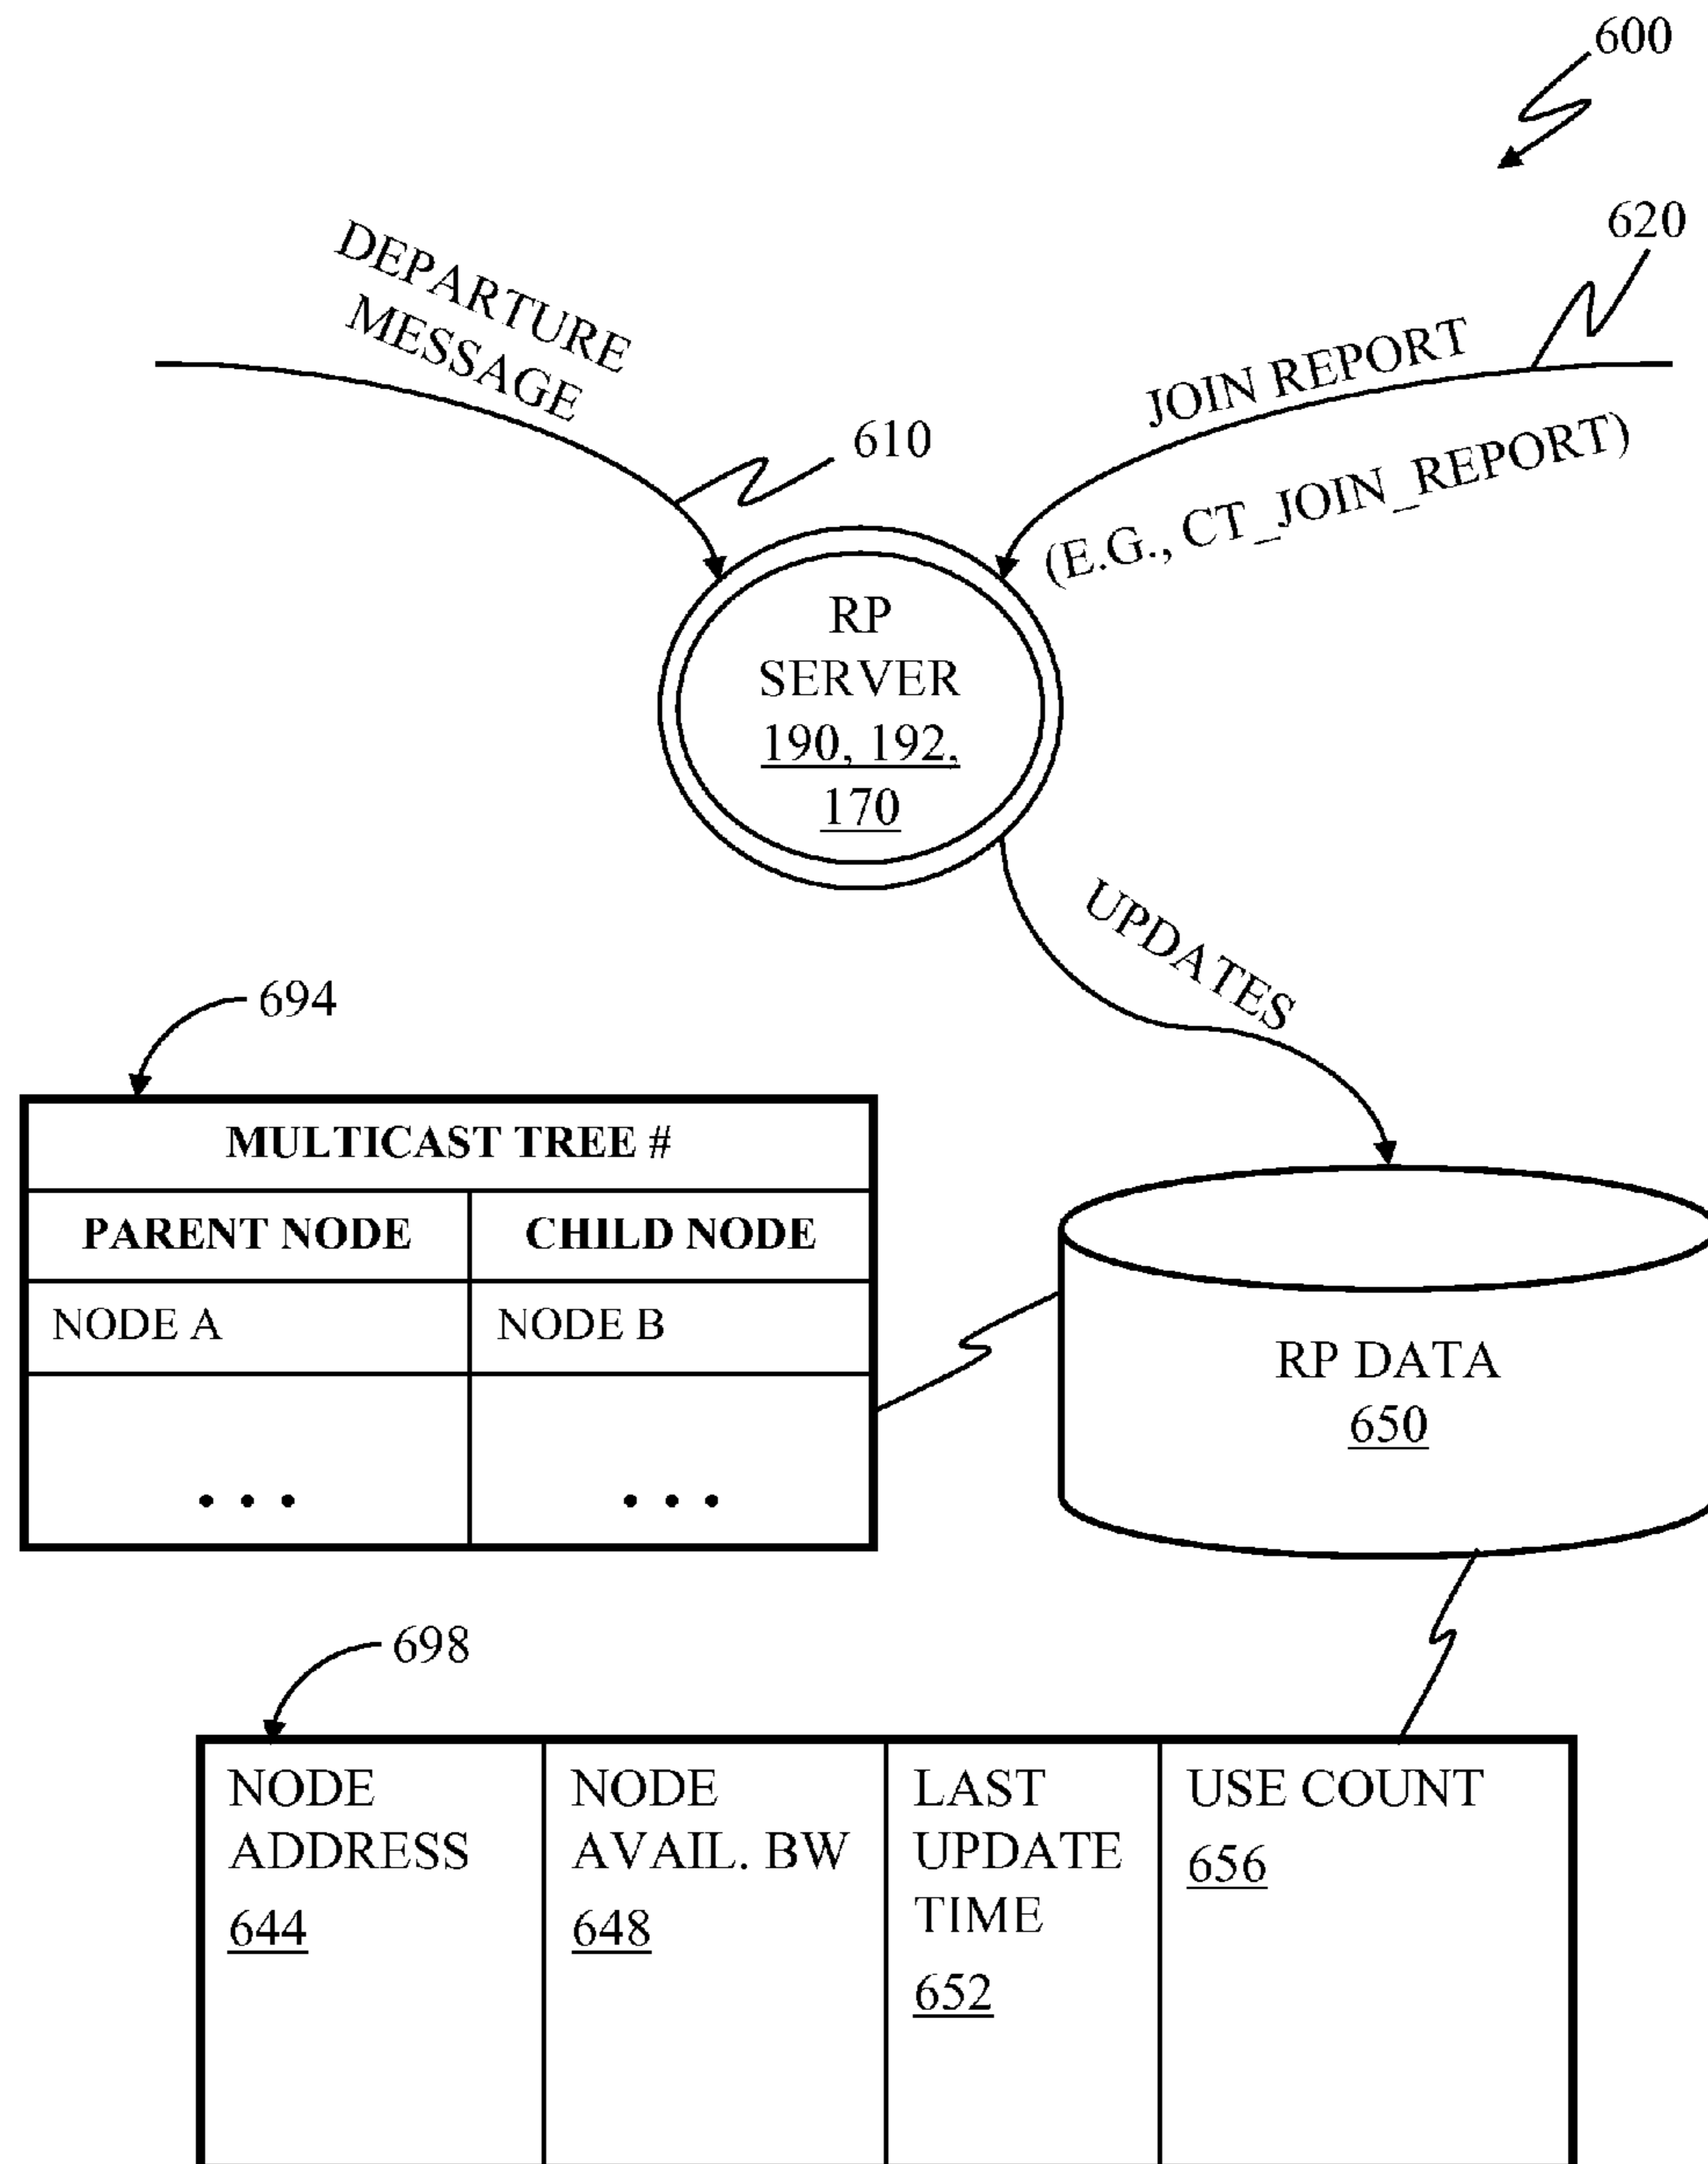 600
620
DEPARTURE
MESSAGE
JOIN REPORT
(E.G., CT_JOIN_REPORT)
610
RP
SERVER
190, 192,
170
UPDATES
694
MULTICAST TREE #
PARENT NODE CHILD NODE
NODE A NODE B
... ...
RP DATA
650
698
NODE
ADDRESS
644
NODE
AVAIL. BW
648
LAST
UPDATE
TIME
652
USE COUNT
656